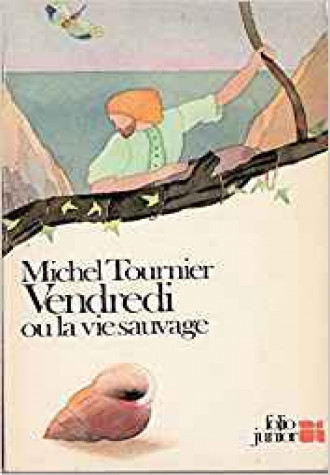 Michel Tournier
Vendredi
ou la vie sauvage
folio
junior